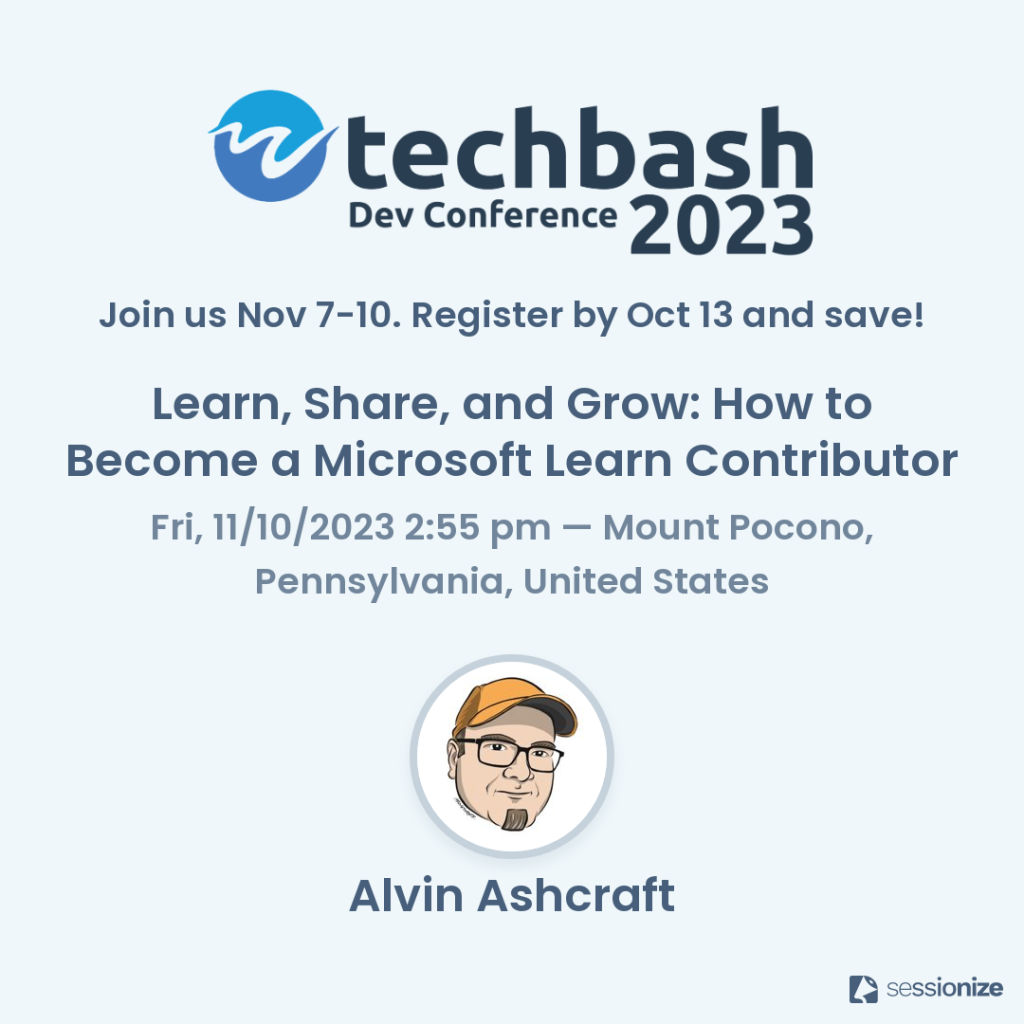 techbash
Dev Conference 2023
Join us Nov 7-10. Register by Oct 13 and save!
Learn, Share, and Grow: How to
Become a Microsoft Learn Contributor
Fri, 11/10/2023 2:55 pm — Mount Pocono,
Pennsylvania, United States
Alvin Ashcraft
sessionize